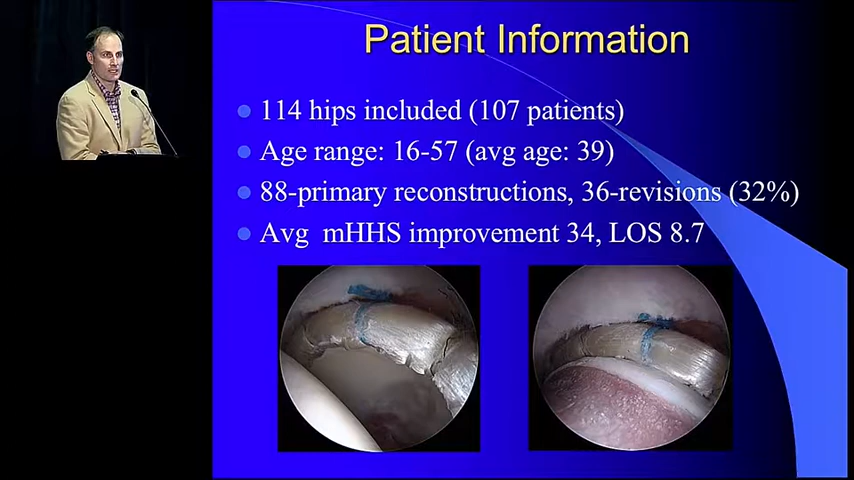 Patient Information
114 hips included (107 patients)
Age range: 16-57 (avg age: 39)
88-primary reconstructions, 36-revisions (32%)
Avg mHHS improvement 34, LOS 8.7